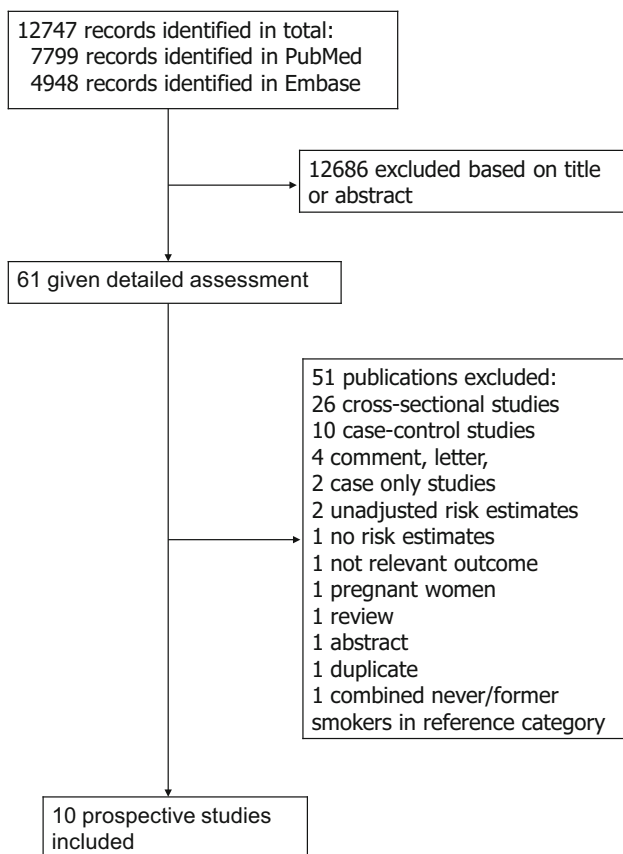 12747 records identified in total:
7799 records identified in PubMed
4948 records identified in Embase
12686 excluded based on title
or abstract
61 given detailed assessment
51 publications excluded:
26 cross-sectional studies
10 case-control studies
4 comment, letter,
2 case only studies
2 unadjusted risk estimates
1 no risk estimates
1 not relevant outcome
1 pregnant women
1 review
1 abstract
1 duplicate
1 combined never/former
smokers in reference category
10 prospective studies
included